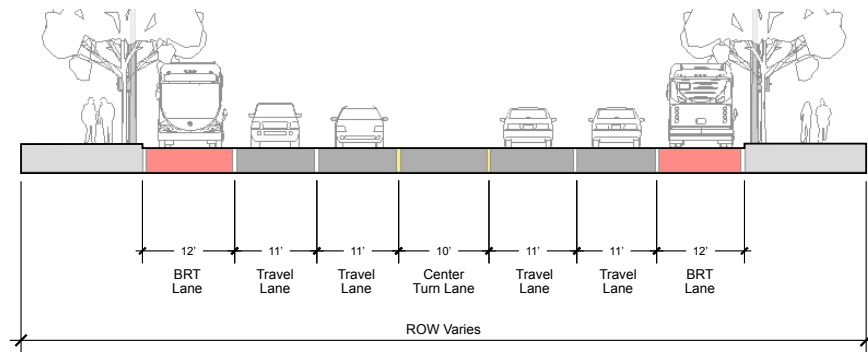 12’ 11’ 11’ 10’ 11’ 11’ 12’
BRT
Lane
Travel
Lane
Travel
Lane
Center
Turn Lane
Travel
Lane
Travel
Lane
BRT
Lane
ROW Varies